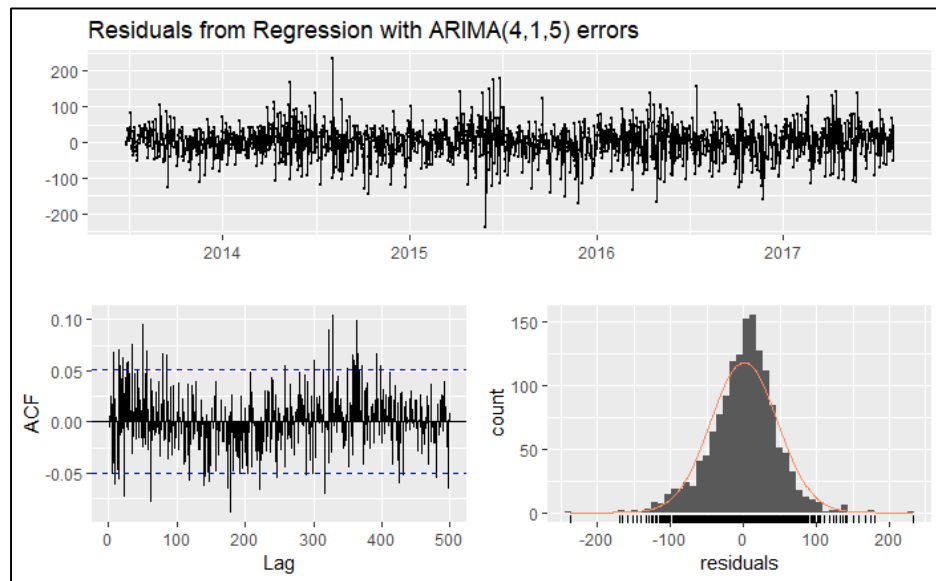 Residuals from Regression with ARIMA(4,1,5) errors
200
100
0
-100
-200
2014 2015 2016 2017
ACF
0.10
0.05
0.00
-0.05
0 100 200 300 400 500
Lag
count
150
100
50
0
-200 -100 0 100 200
residuals